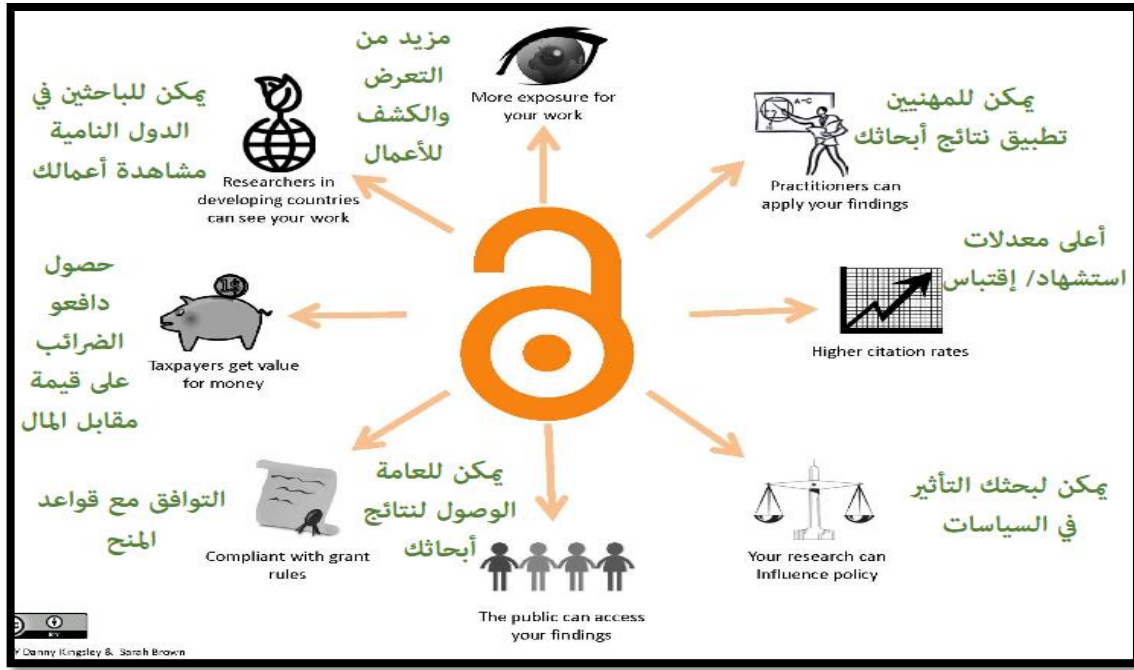 مزيد من
التعرض
والكشف
للأعمال
More exposure for
your work
يمكن للمهنيين
تطبيق نتائج أبحاثك
A-C
Practitioners can
apply your findings
أعلى معدلات
استشهاد/ إقتباس
Higher citation rates
يمكن لبحثك التأثير
في السياسات
Your research can
Influence policy
يمكن للعامة
الوصول لنتائج
أبحاثك
The public can access
your findings
التوافق مع قواعد
المنح
Compliant with grant
rules
حصول
دافعو
الضرائب
على قيمة
مقابل المال
1$
Taxpayers get value
for money
يمكن للباحثين في
الدول النامية
مشاهدة أعمالك
Researchers in
developing countries
can see your work
BY
Danny Kingsley & Sarah Brown